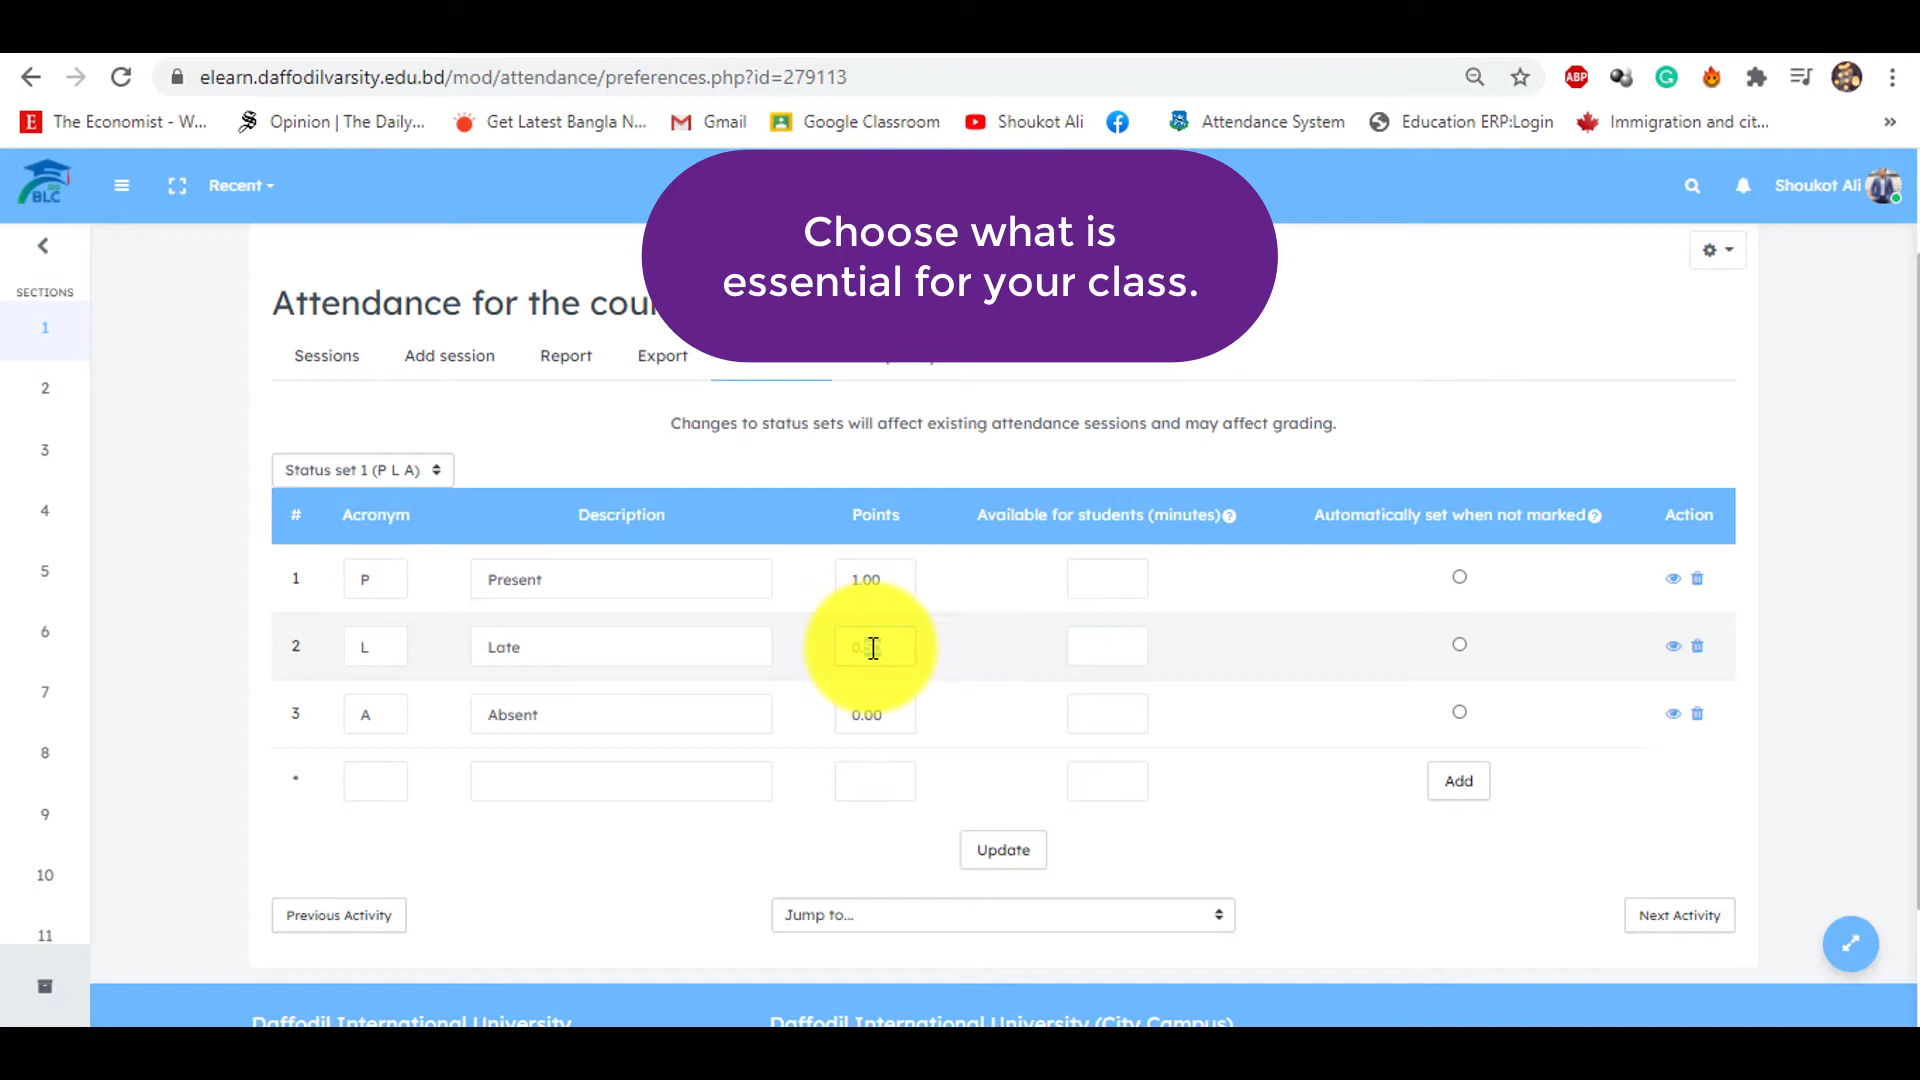 elearn.daffodilvarsity.edu.bd/mod/attendance/preferences.php?id=279113
ABP
The Economist - W...
Opinion | The Daily...
Get Latest Bangla N...
Gmail
Google Classroom
Shoukot Ali
Attendance System
Education ERP:Login
Immigration and cit...
»
BLC
Recent
Shoukot Ali
Choose what is
essential for your class.
SECTIONS
1
2
3
4
5
6
7
8
9
10
11
Attendance for the cou
Sessions
Add session
Report
Export
Changes to status sets will affect existing attendance sessions and may affect grading.
Status set 1 (P L A)
# Acronym Description Points Available for students (minutes) Automatically set when not marked Action
1 P Present 1.00
2 L Late 0.
3 A Absent 0.00
* Add
Update
Previous Activity
Jump to...
Next Activity
Daffodil International University
Daffodil International University (City Campus)